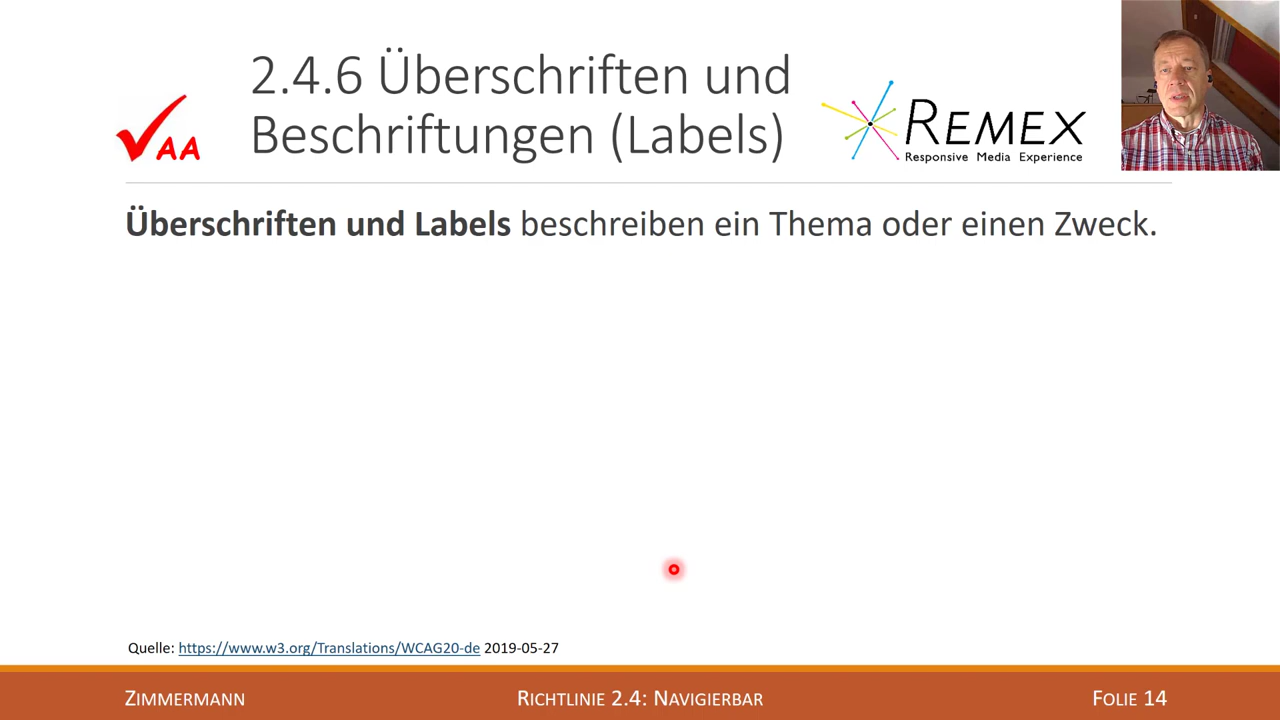 2.4.6 Überschriften und
Beschriftungen (Labels)
AA
REMEX
Responsive Media Experience
Überschriften und Labels beschreiben ein Thema oder einen Zweck.
Quelle: https://www.w3.org/Translations/WCAG20-de 2019-05-27
ZIMMERMANN
RICHTLINIE 2.4: NAVIGIERBAR
FOLIE 14